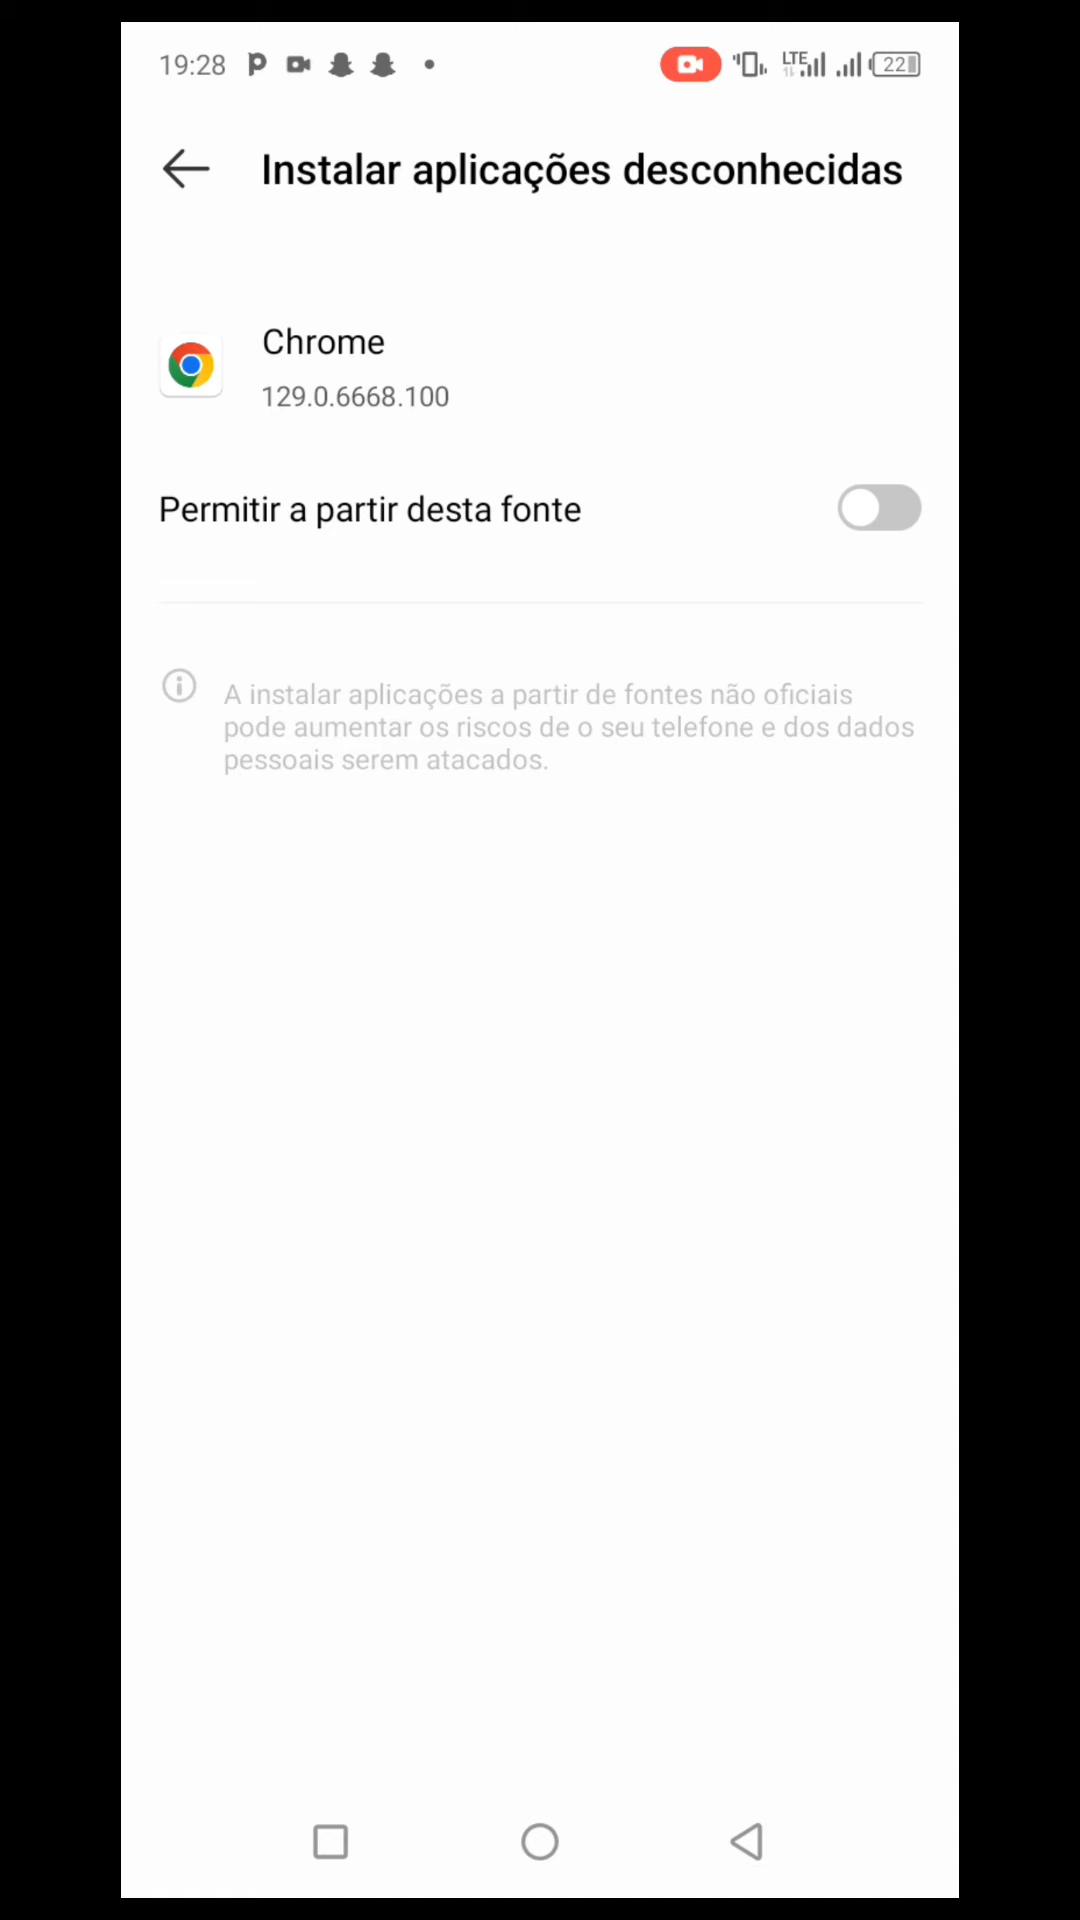 19:28
LTE
22
Instalar aplicações desconhecidas
Chrome
129.0.6668.100
Permitir a partir desta fonte
A instalar aplicações a partir de fontes não oficiais
pode aumentar os riscos de o seu telefone e dos dados
pessoais serem atacados.